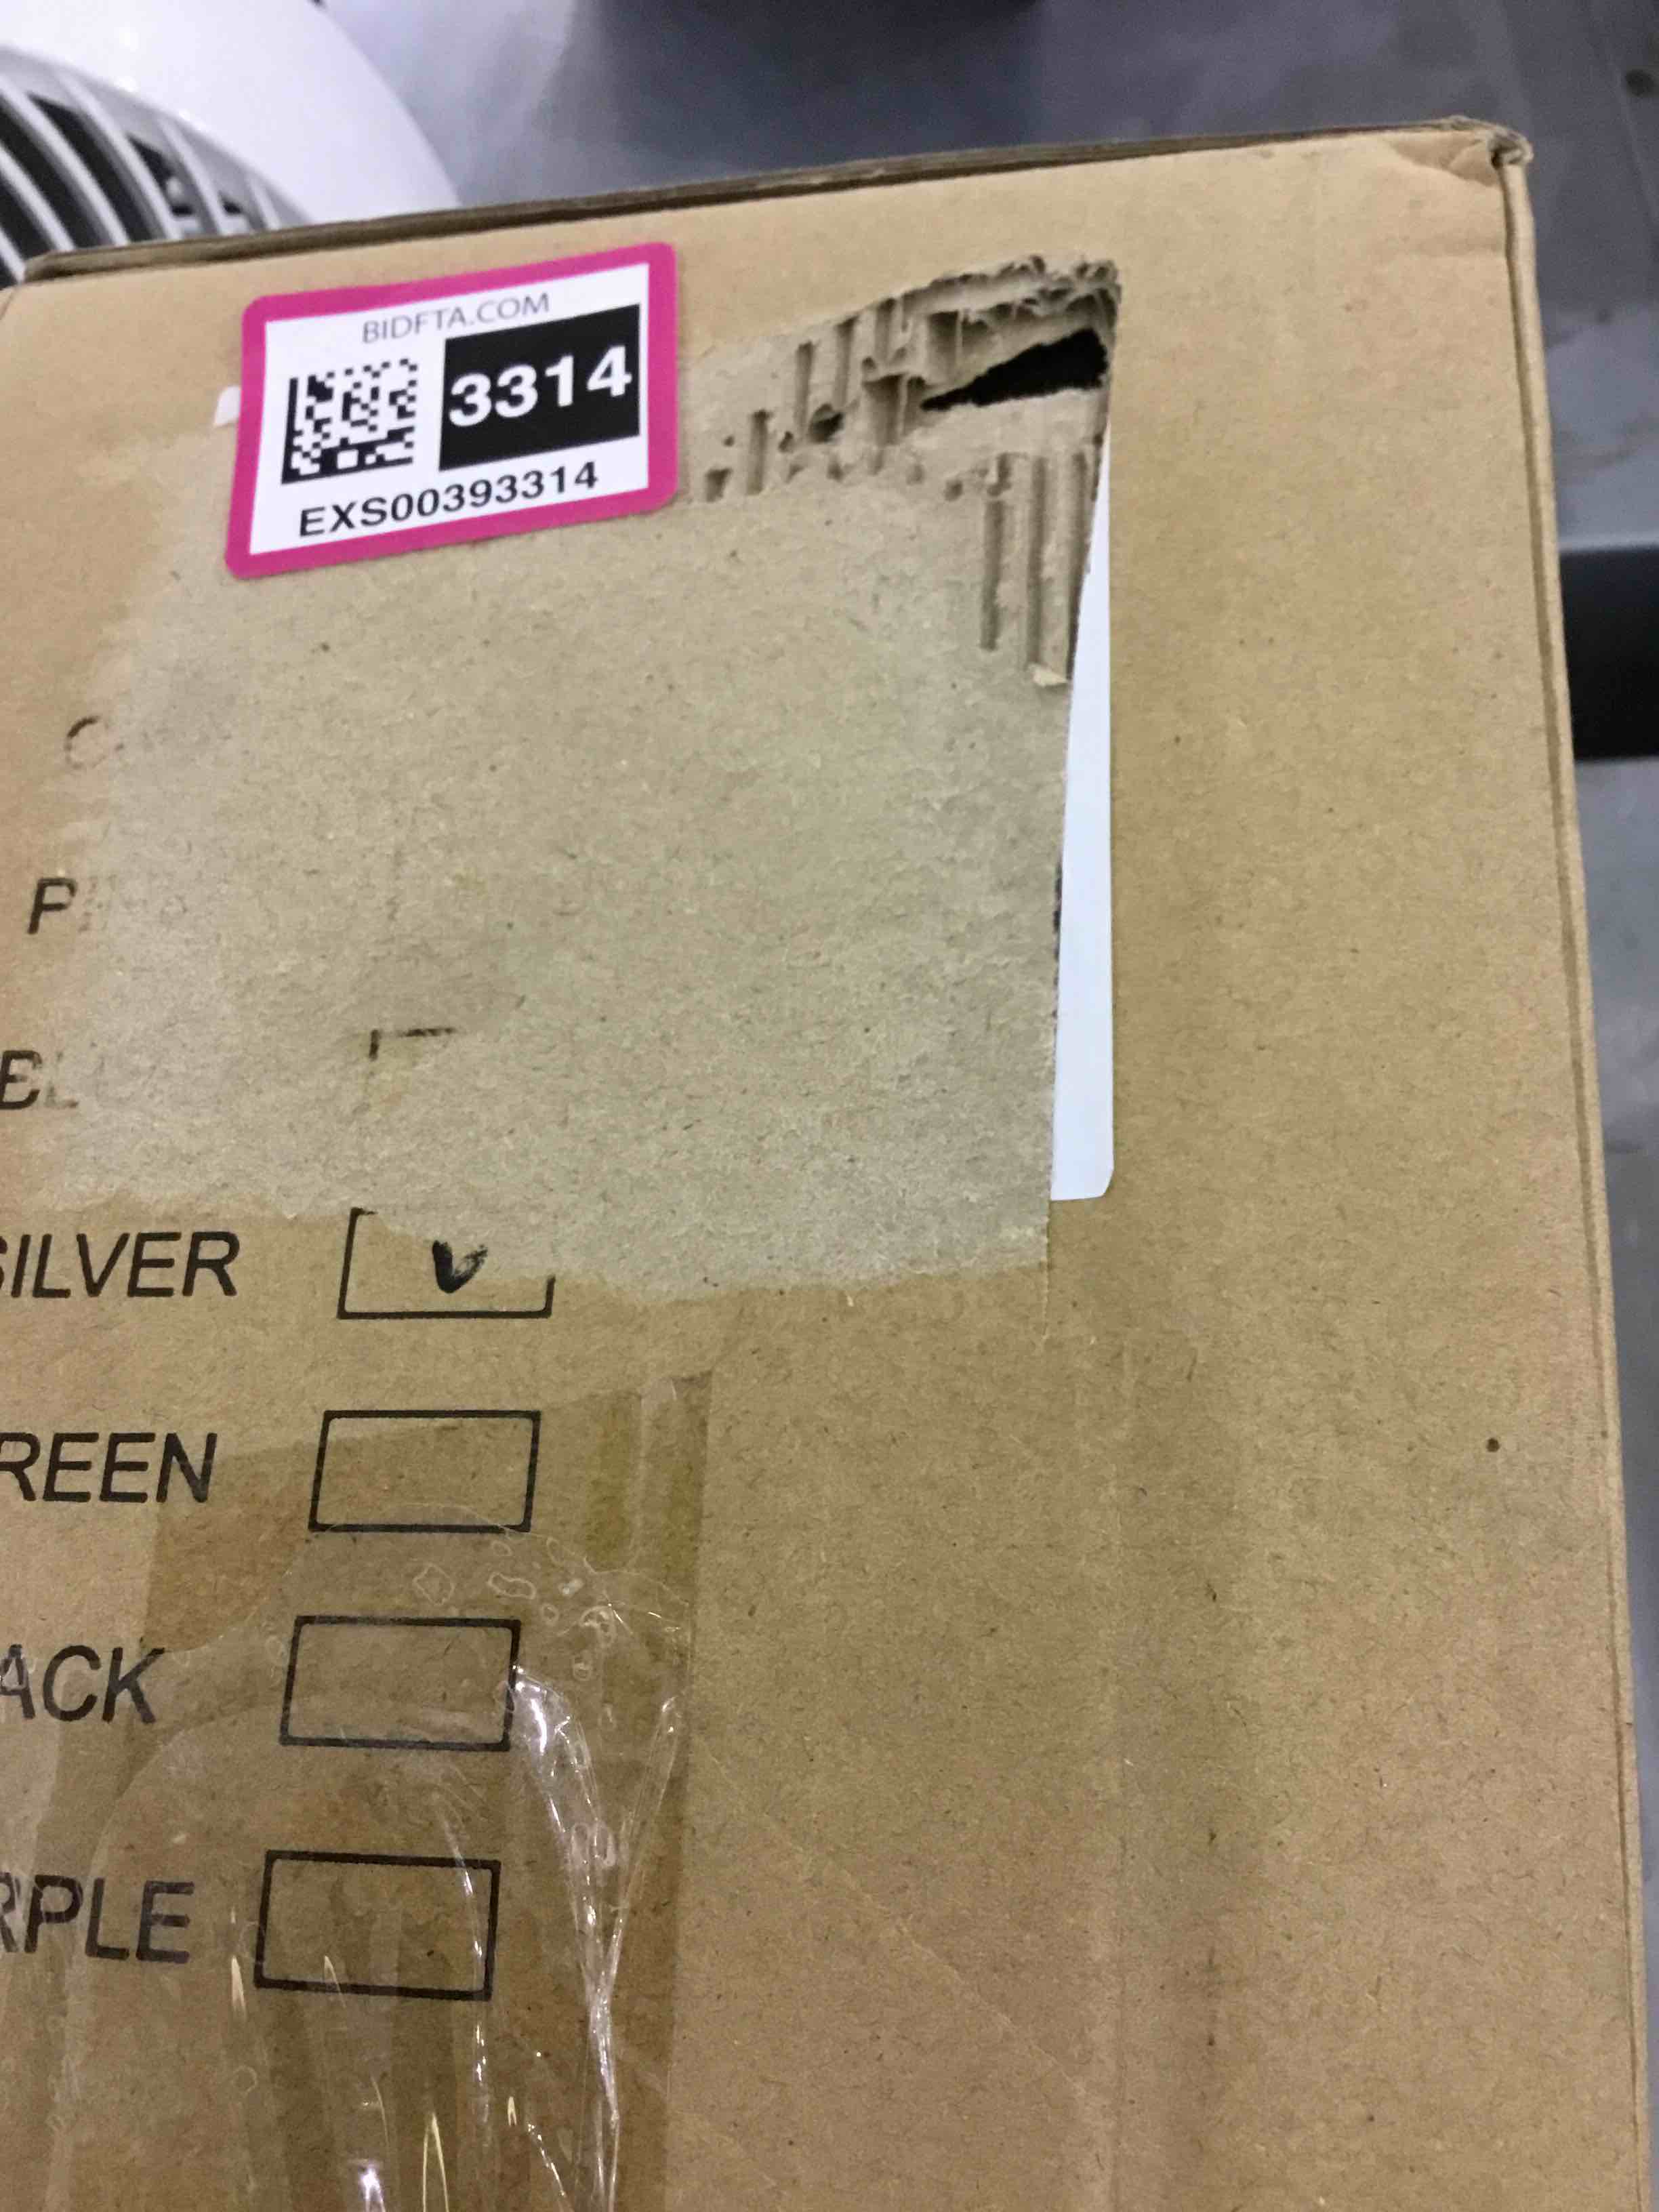 BIDFTA.COM
3314
EXS00393314
SILVER
REEN
ACK
RPLE